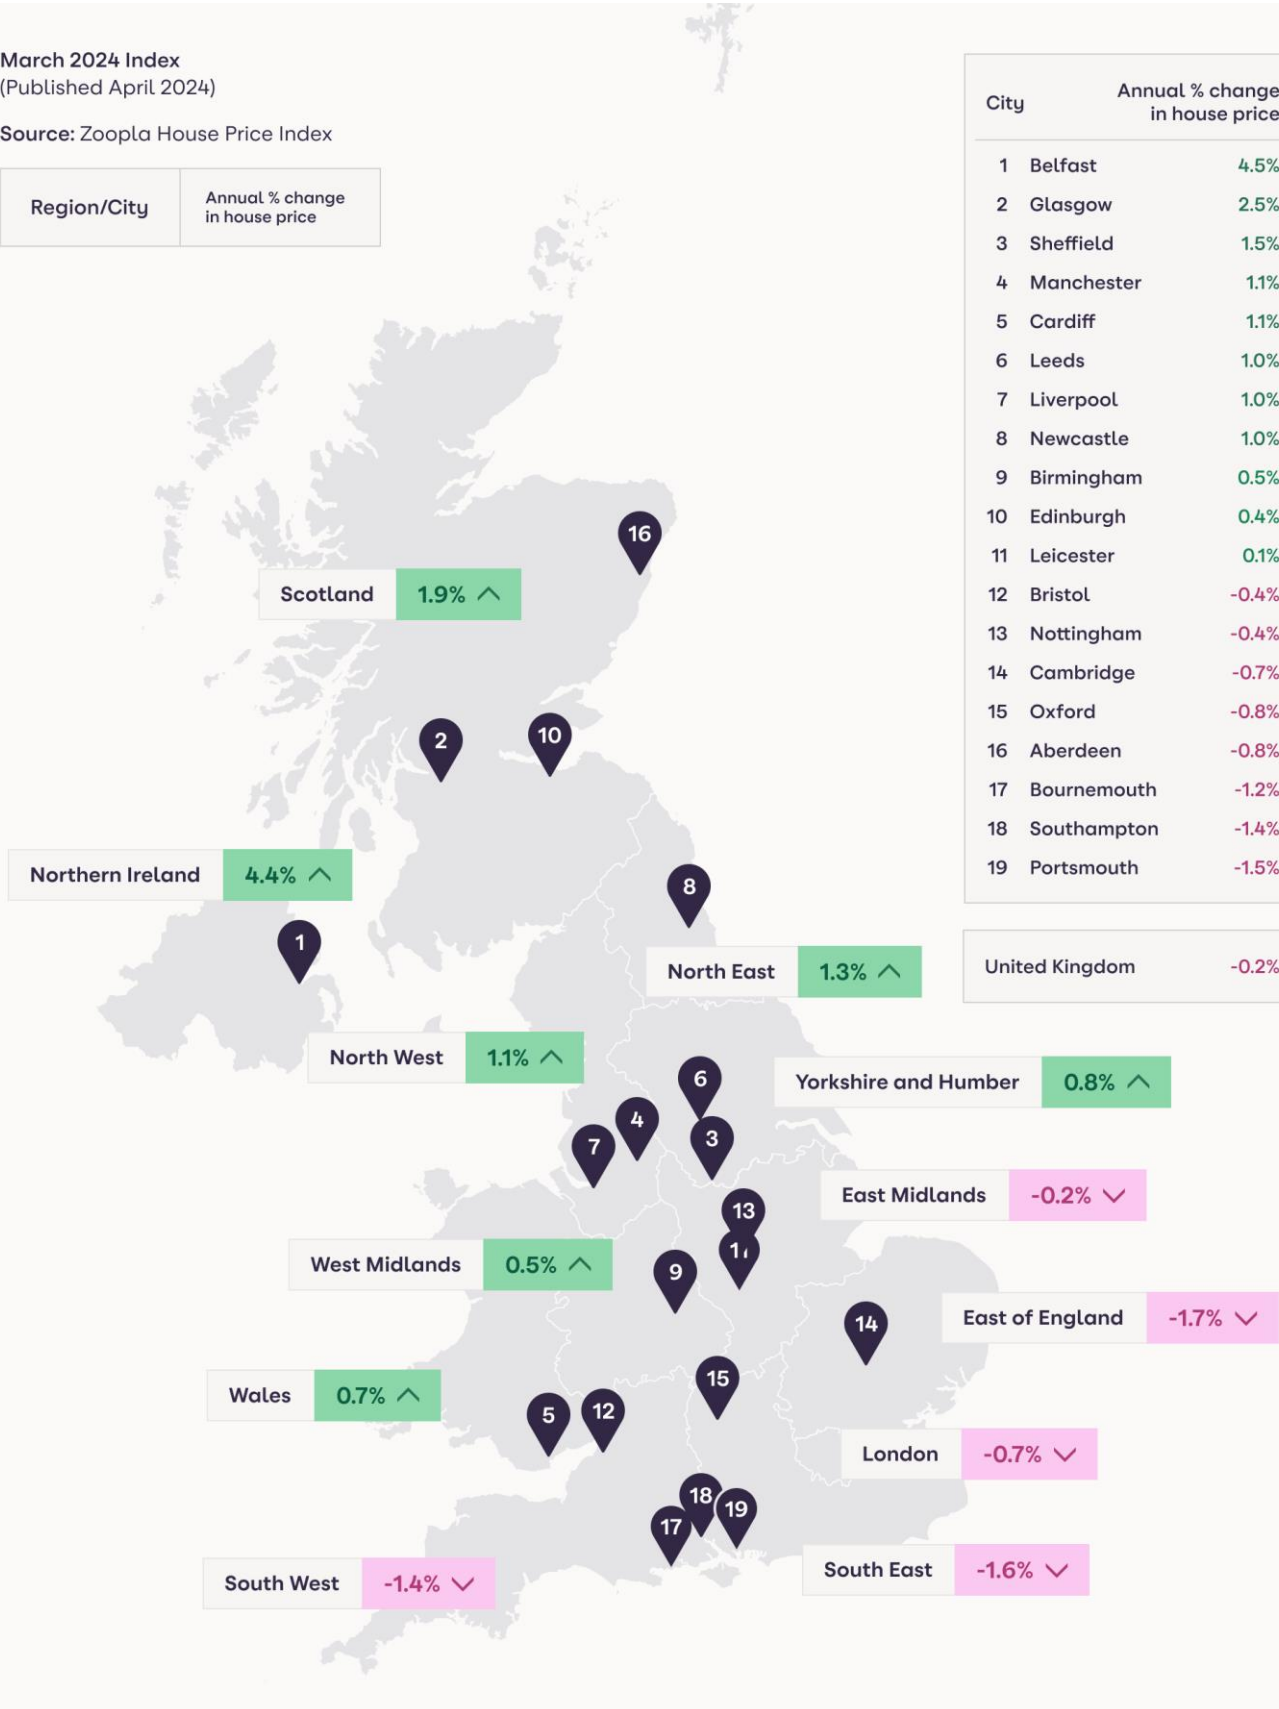 March 2024 Index
(Published April 2024)
Source: Zoopla House Price Index
Region/City
Annual % change
in house price
City
Annual % change
in house price
1 Belfast 4.5%
2 Glasgow 2.5%
3 Sheffield 1.5%
4 Manchester 1.1%
5 Cardiff 1.1%
6 Leeds 1.0%
7 Liverpool 1.0%
8 Newcastle 1.0%
9 Birmingham 0.5%
10 Edinburgh 0.4%
11 Leicester 0.1%
12 Bristol -0.4%
13 Nottingham -0.4%
14 Cambridge -0.7%
15 Oxford -0.8%
16 Aberdeen -0.8%
17 Bournemouth -1.2%
18 Southampton -1.4%
19 Portsmouth -1.5%
United Kingdom -0.2%
16
Scotland 1.9%
2
10
Northern Ireland 4.4%
8
1
North East 1.3%
North West 1.1%
6
Yorkshire and Humber 0.8%
4
3
7
East Midlands -0.2%
13
West Midlands 0.5%
9
14
East of England -1.7%
15
Wales 0.7%
5
12
London -0.7%
18
19
17
South East -1.6%
South West -1.4%